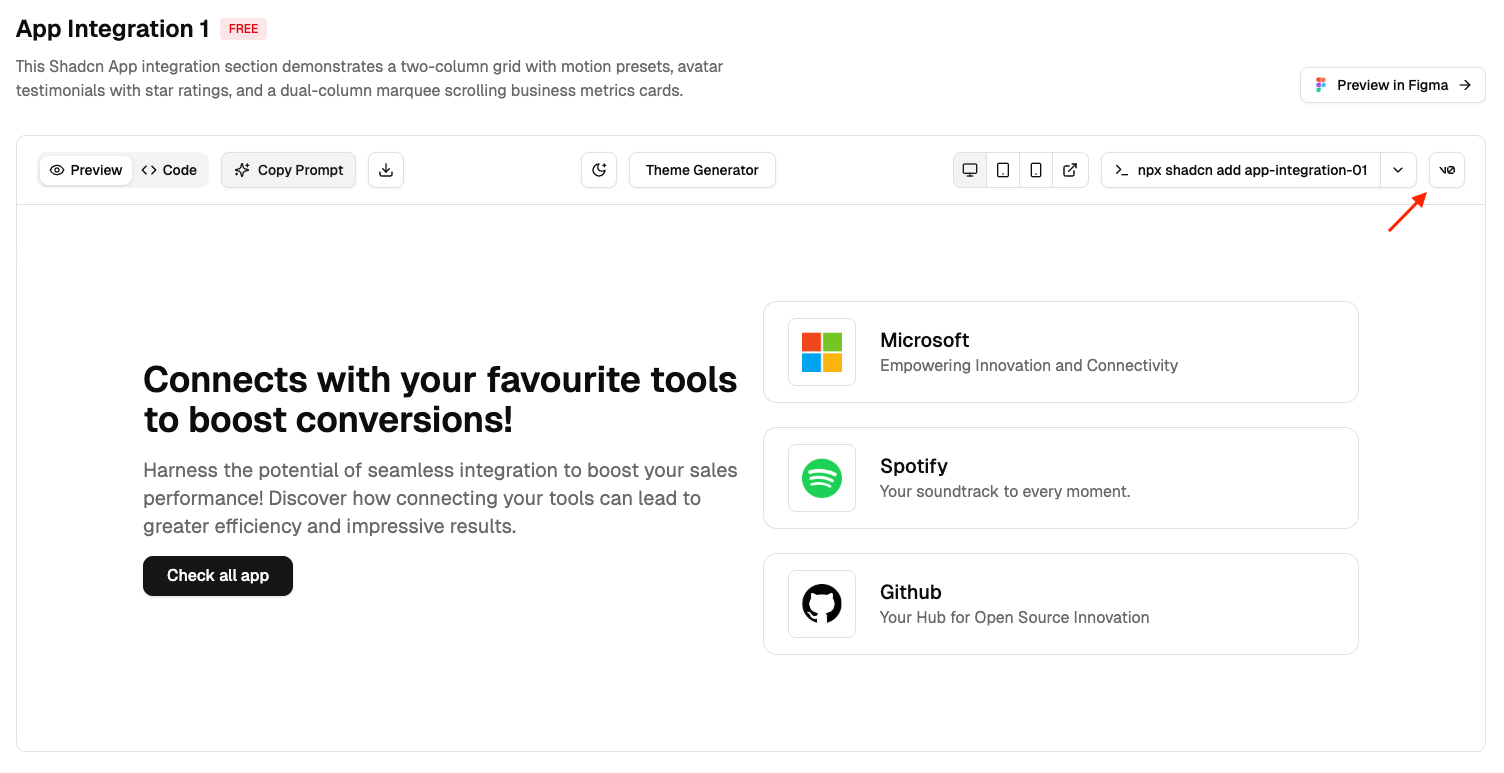 App Integration 1 FREE
This Shadcn App integration section demonstrates a two-column grid with motion presets, avatar
testimonials with star ratings, and a dual-column marquee scrolling business metrics cards.
Preview in Figma
Preview Code Copy Prompt Theme Generator npx shadcn add app-integration-01 v0
Connects with your favourite tools
to boost conversions!
Harness the potential of seamless integration to boost your sales
performance! Discover how connecting your tools can lead to
greater efficiency and impressive results.
Check all app
Microsoft
Empowering Innovation and Connectivity
Spotify
Your soundtrack to every moment.
Github
Your Hub for Open Source Innovation